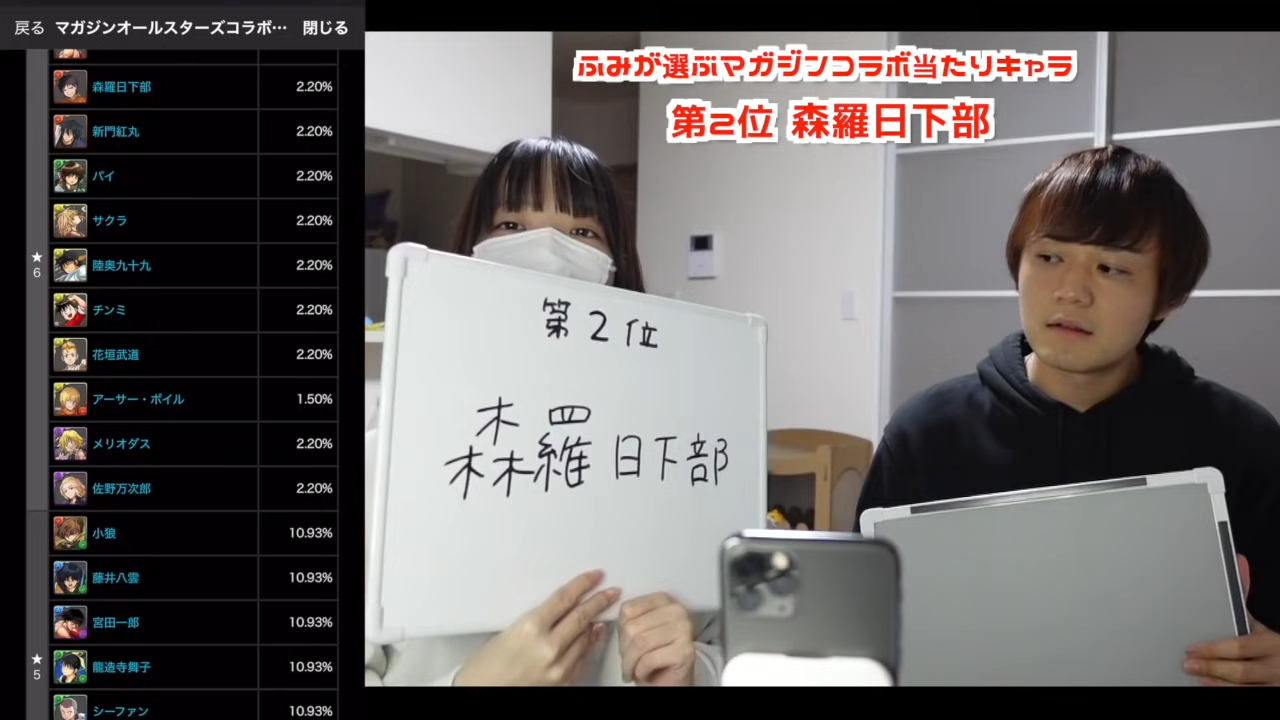 戻る マガジンオールスターズコラボ… 閉じる
森羅日下部 2.20%
新門紅丸 2.20%
パイ 2.20%
サクラ 2.20%
陸奥九十九 2.20%
チンミ 2.20%
花垣武道 2.20%
アーサー・ボイル 1.50%
メリオダス 2.20%
佐野万次郎 2.20%
★
6
小狼 10.93%
藤井八雲 10.93%
宮田一郎 10.93%
龍造寺舞子 10.93%
シーファン 10.93%
★
5
ふみが選ぶマガジンコラボ当たりキャラ
第2位 森羅日下部
第2位
森羅日下部